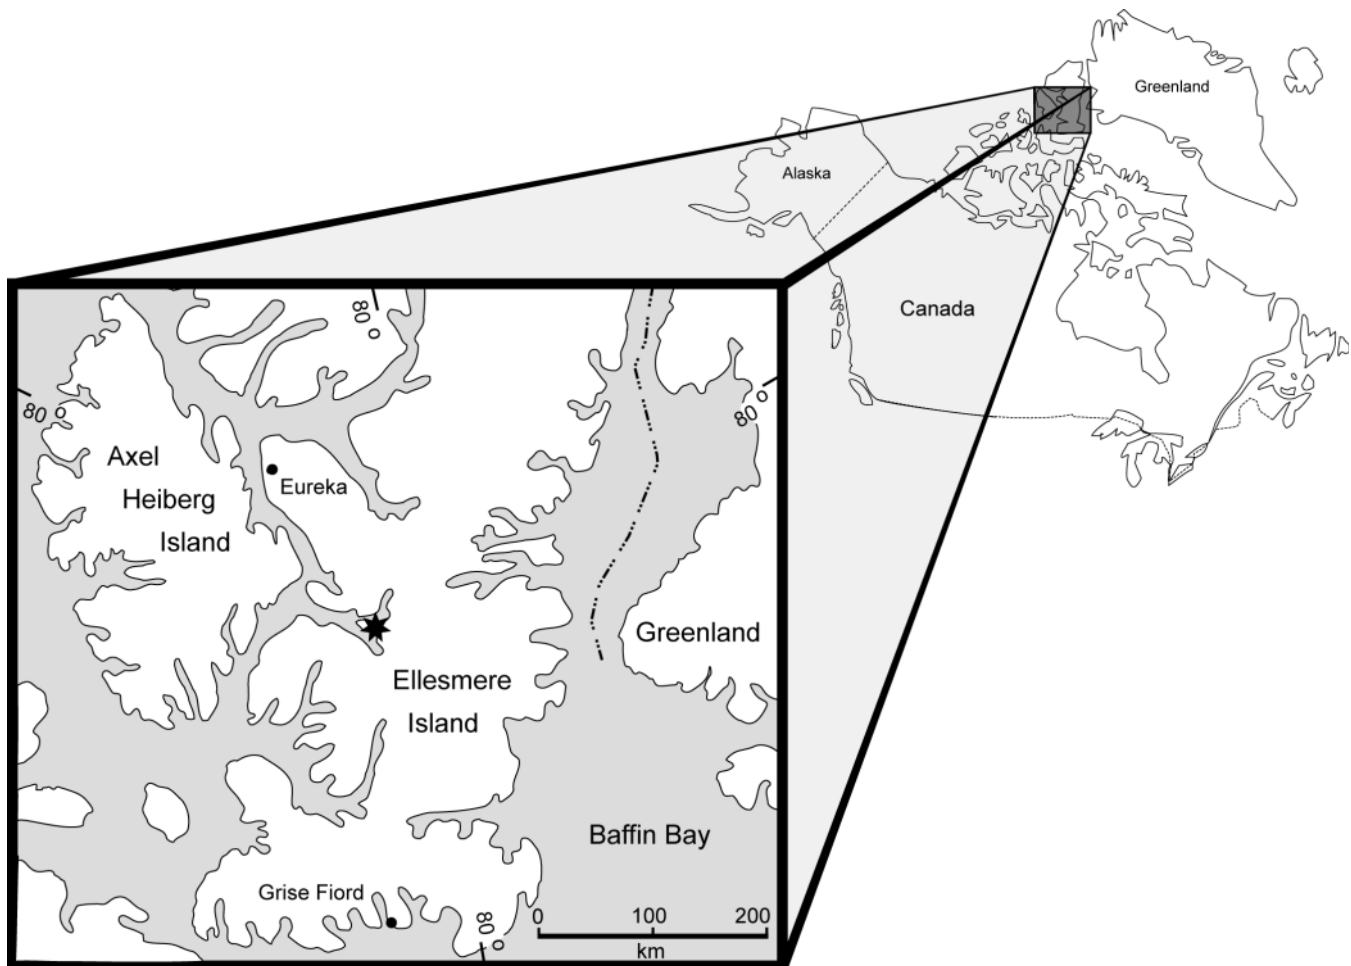 Greenland
Alaska
Canada
80 o
80 o
80 o
Axel
Heiberg
Island
Eureka
Greenland
Ellesmere
Island
Baffin Bay
Grise Fiord
80 o
0 100 200
km